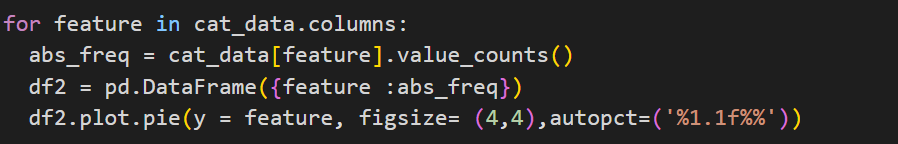 for feature in cat_data.columns:
  abs_freq = cat_data[feature].value_counts()
  df2 = pd.DataFrame({feature :abs_freq})
  df2.plot.pie(y = feature, figsize= (4,4),autopct=('%1.1f%%'))